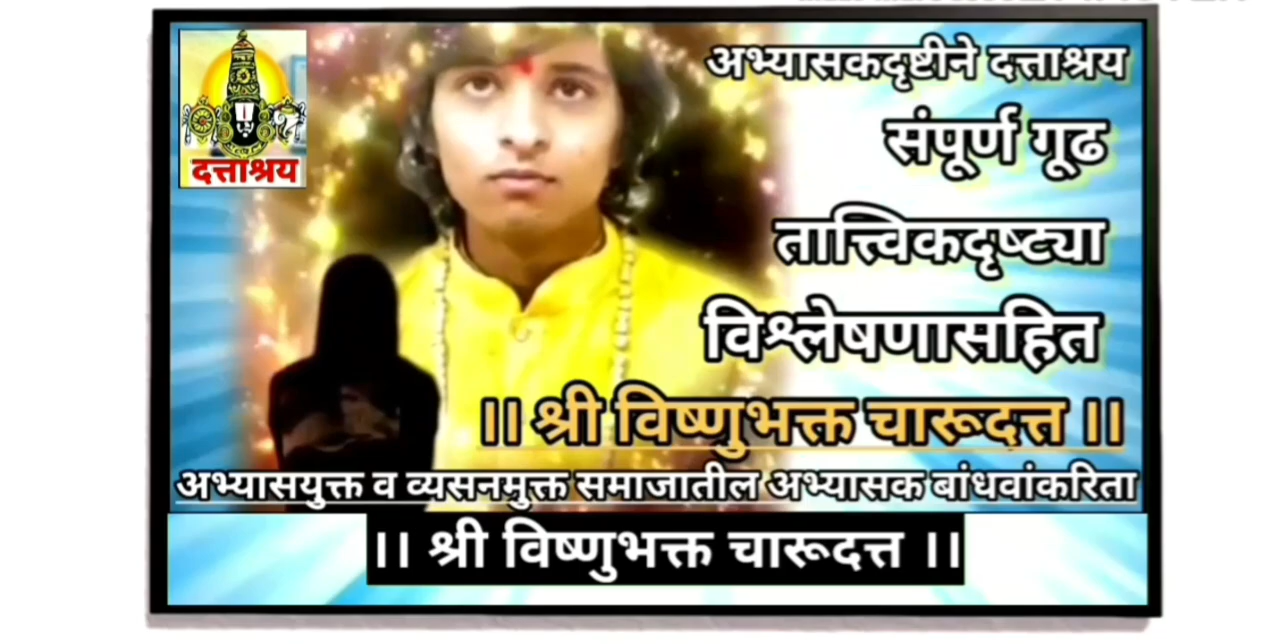 अभ्यासकदृष्टीने दत्ताश्रय
संपूर्ण गूढ
तात्त्विकदृष्ट्या
विश्लेषणासहित
दत्ताश्रय
।। श्री विष्णुभक्त चारूदत्त ।।
अभ्यासयुक्त व व्यसनमुक्त समाजातील अभ्यासक बांधवांकरिता
।। श्री विष्णुभक्त चारूदत्त ।।